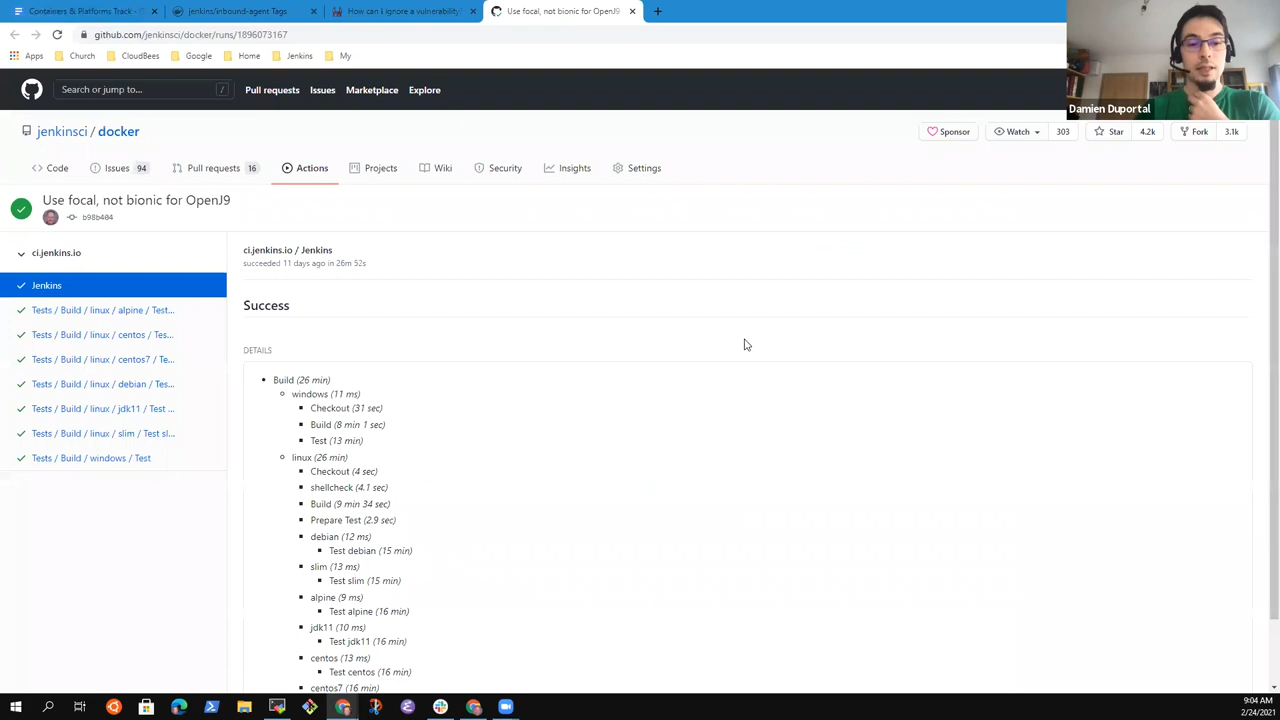 Containers & Platforms Track - G
jenkins/inbound-agent Tags
How can I ignore a vulnerability?
Use focal, not bionic for OpenJ9
github.com/jenkinsci/docker/runs/1896073167
Apps
Church
CloudBees
Google
Home
Jenkins
My
Damien Duportal
Search or jump to...
/
Pull requests
Issues
Marketplace
Explore
jenkinsci / docker
Sponsor
Watch
303
Star
4.2k
Fork
3.1k
Code
Issues 94
Pull requests 16
Actions
Projects
Wiki
Security
Insights
Settings
Use focal, not bionic for OpenJ9
b98b404
ci.jenkins.io
Jenkins
Tests / Build / linux / alpine / Test...
Tests / Build / linux / centos / Tes...
Tests / Build / linux / centos7 / Te...
Tests / Build / linux / debian / Tes...
Tests / Build / linux / jdk11 / Test ...
Tests / Build / linux / slim / Test sl...
Tests / Build / windows / Test
ci.jenkins.io / Jenkins
succeeded 11 days ago in 26m 52s
Success
DETAILS
Build (26 min)
windows (11 ms)
Checkout (31 sec)
Build (8 min 1 sec)
Test (13 min)
linux (26 min)
Checkout (4 sec)
shellcheck (4.1 sec)
Build (9 min 34 sec)
Prepare Test (2.9 sec)
debian (12 ms)
Test debian (15 min)
slim (13 ms)
Test slim (15 min)
alpine (9 ms)
Test alpine (16 min)
jdk11 (10 ms)
Test jdk11 (16 min)
centos (13 ms)
Test centos (16 min)
centos7 (16 min)
9:04 AM
2/24/2021